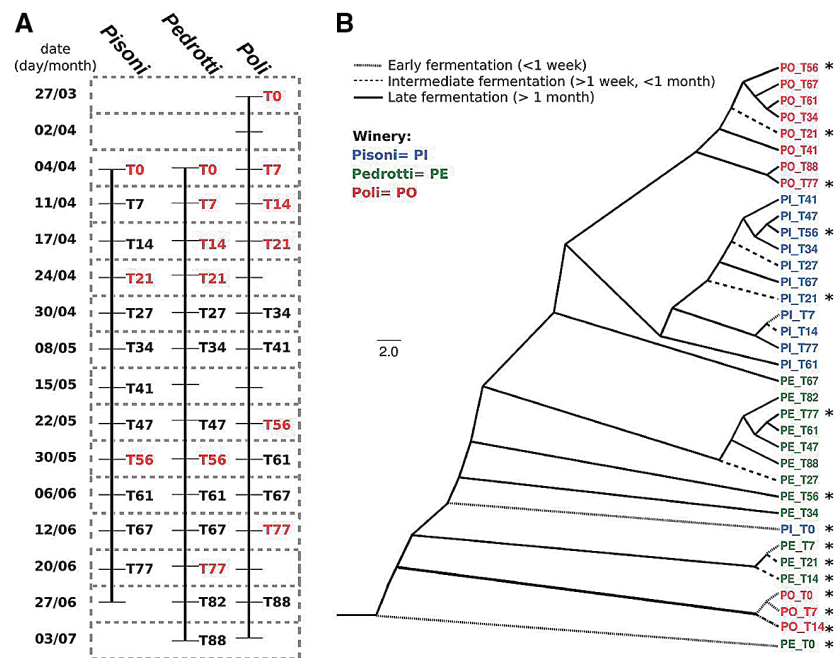 A
date
(day/month)
Pisoni
Pedrotti
Poli
27/03 T0
02/04
04/04 T0 T0 T7
11/04 T7 T7 T14
17/04 T14 T14 T21
24/04 T21 T21
30/04 T27 T27 T34
08/05 T34 T34 T41
15/05 T41
22/05 T47 T47 T56
30/05 T56 T56 T61
06/06 T61 T61 T67
12/06 T67 T67 T77
20/06 T77 T77
27/06 T82 T88
03/07 T88
B
Early fermentation (<1 week)
Intermediate fermentation (>1 week, <1 month)
Late fermentation (> 1 month)
Winery:
Pisoni= PI
Pedrotti= PE
Poli= PO
2.0
PO_T56 *
PO_T67
PO_T61
PO_T34
PO_T21 *
PO_T41
PO_T88
PO_T77 *
PI_T41
PI_T47
PI_T56 *
PI_T34
PI_T27
PI_T67
PI_T21 *
PI_T7
PI_T14
PI_T77
PI_T61
PE_T67
PE_T82
PE_T77 *
PE_T61
PE_T47
PE_T88
PE_T27
PE_T56 *
PE_T34
PI_T0 *
PE_T7 *
PE_T21 *
PE_T14 *
PO_T0 *
PO_T7 *
PO_T14 *
PE_T0 *